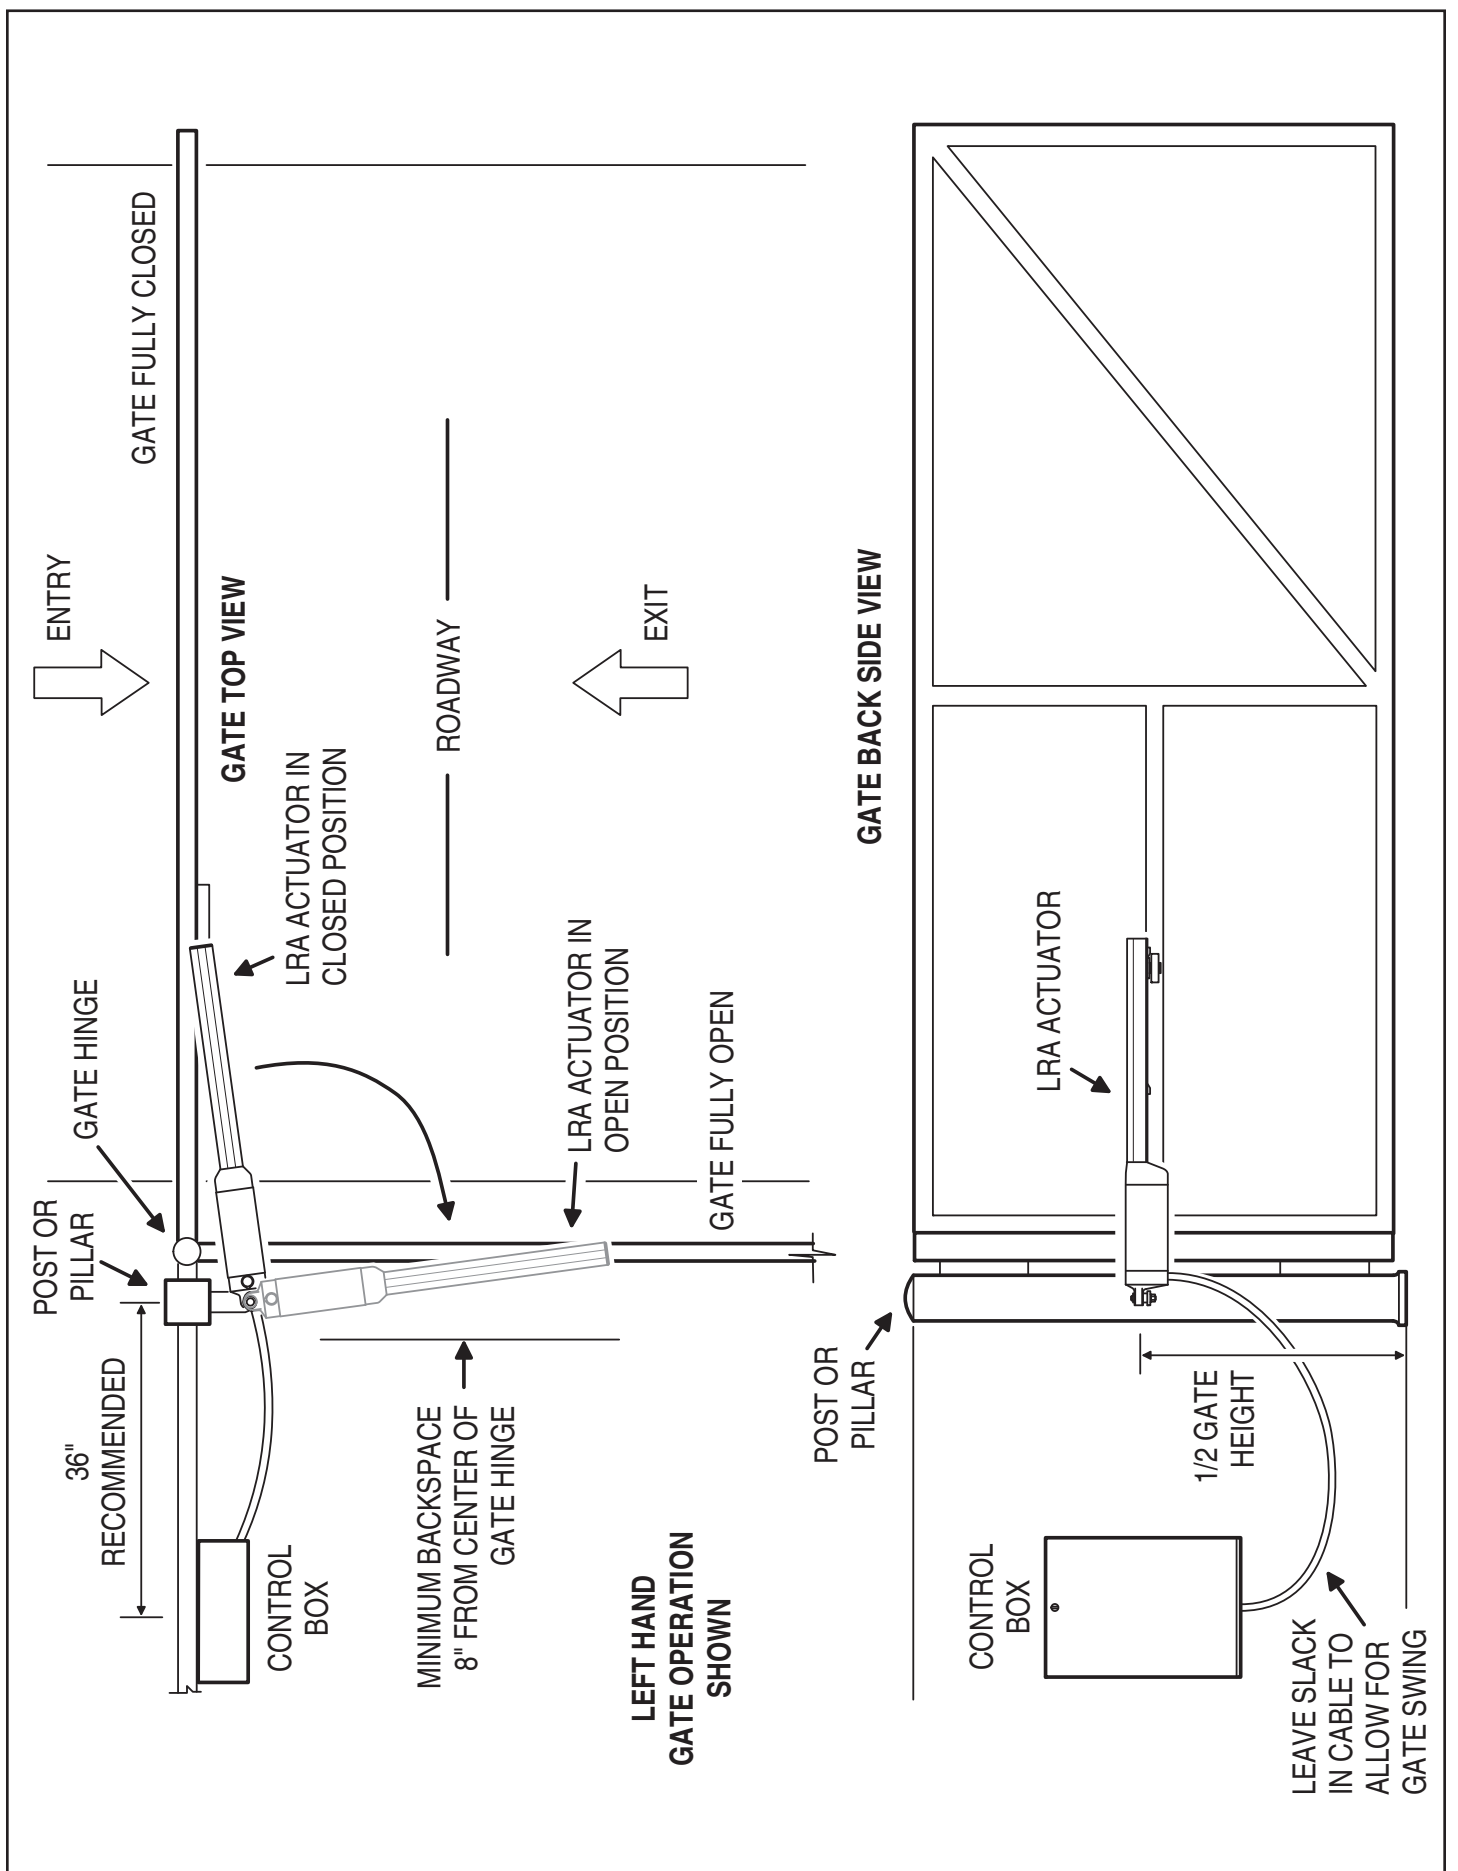 36"
RECOMMENDED
POST OR
PILLAR
GATE HINGE
ENTRY
GATE FULLY CLOSED
CONTROL
BOX
LRA ACTUATOR IN
CLOSED POSITION
GATE TOP VIEW
MINIMUM BACKSPACE
8" FROM CENTER OF
GATE HINGE
ROADWAY
LRA ACTUATOR IN
OPEN POSITION
EXIT
GATE FULLY OPEN
LEFT HAND
GATE OPERATION
SHOWN
GATE BACK SIDE VIEW
POST OR
PILLAR
LRA ACTUATOR
CONTROL
BOX
1/2 GATE
HEIGHT
LEAVE SLACK
IN CABLE TO
ALLOW FOR
GATE SWING